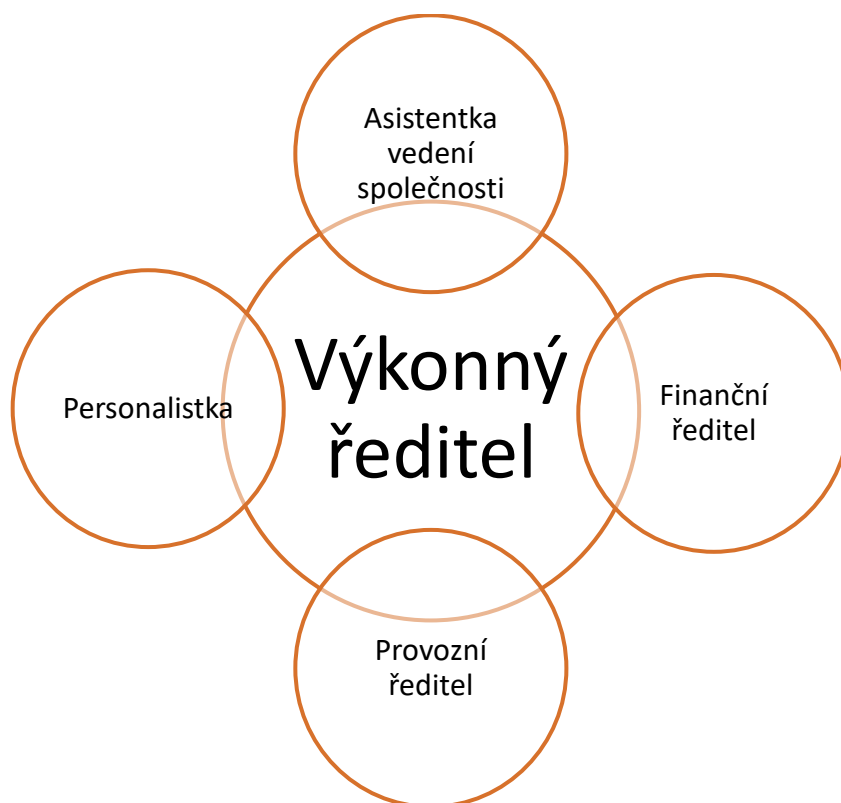 Asistentka
vedení
společnosti
Výkonný
ředitel
Personalistka
Finanční
ředitel
Provozní
ředitel